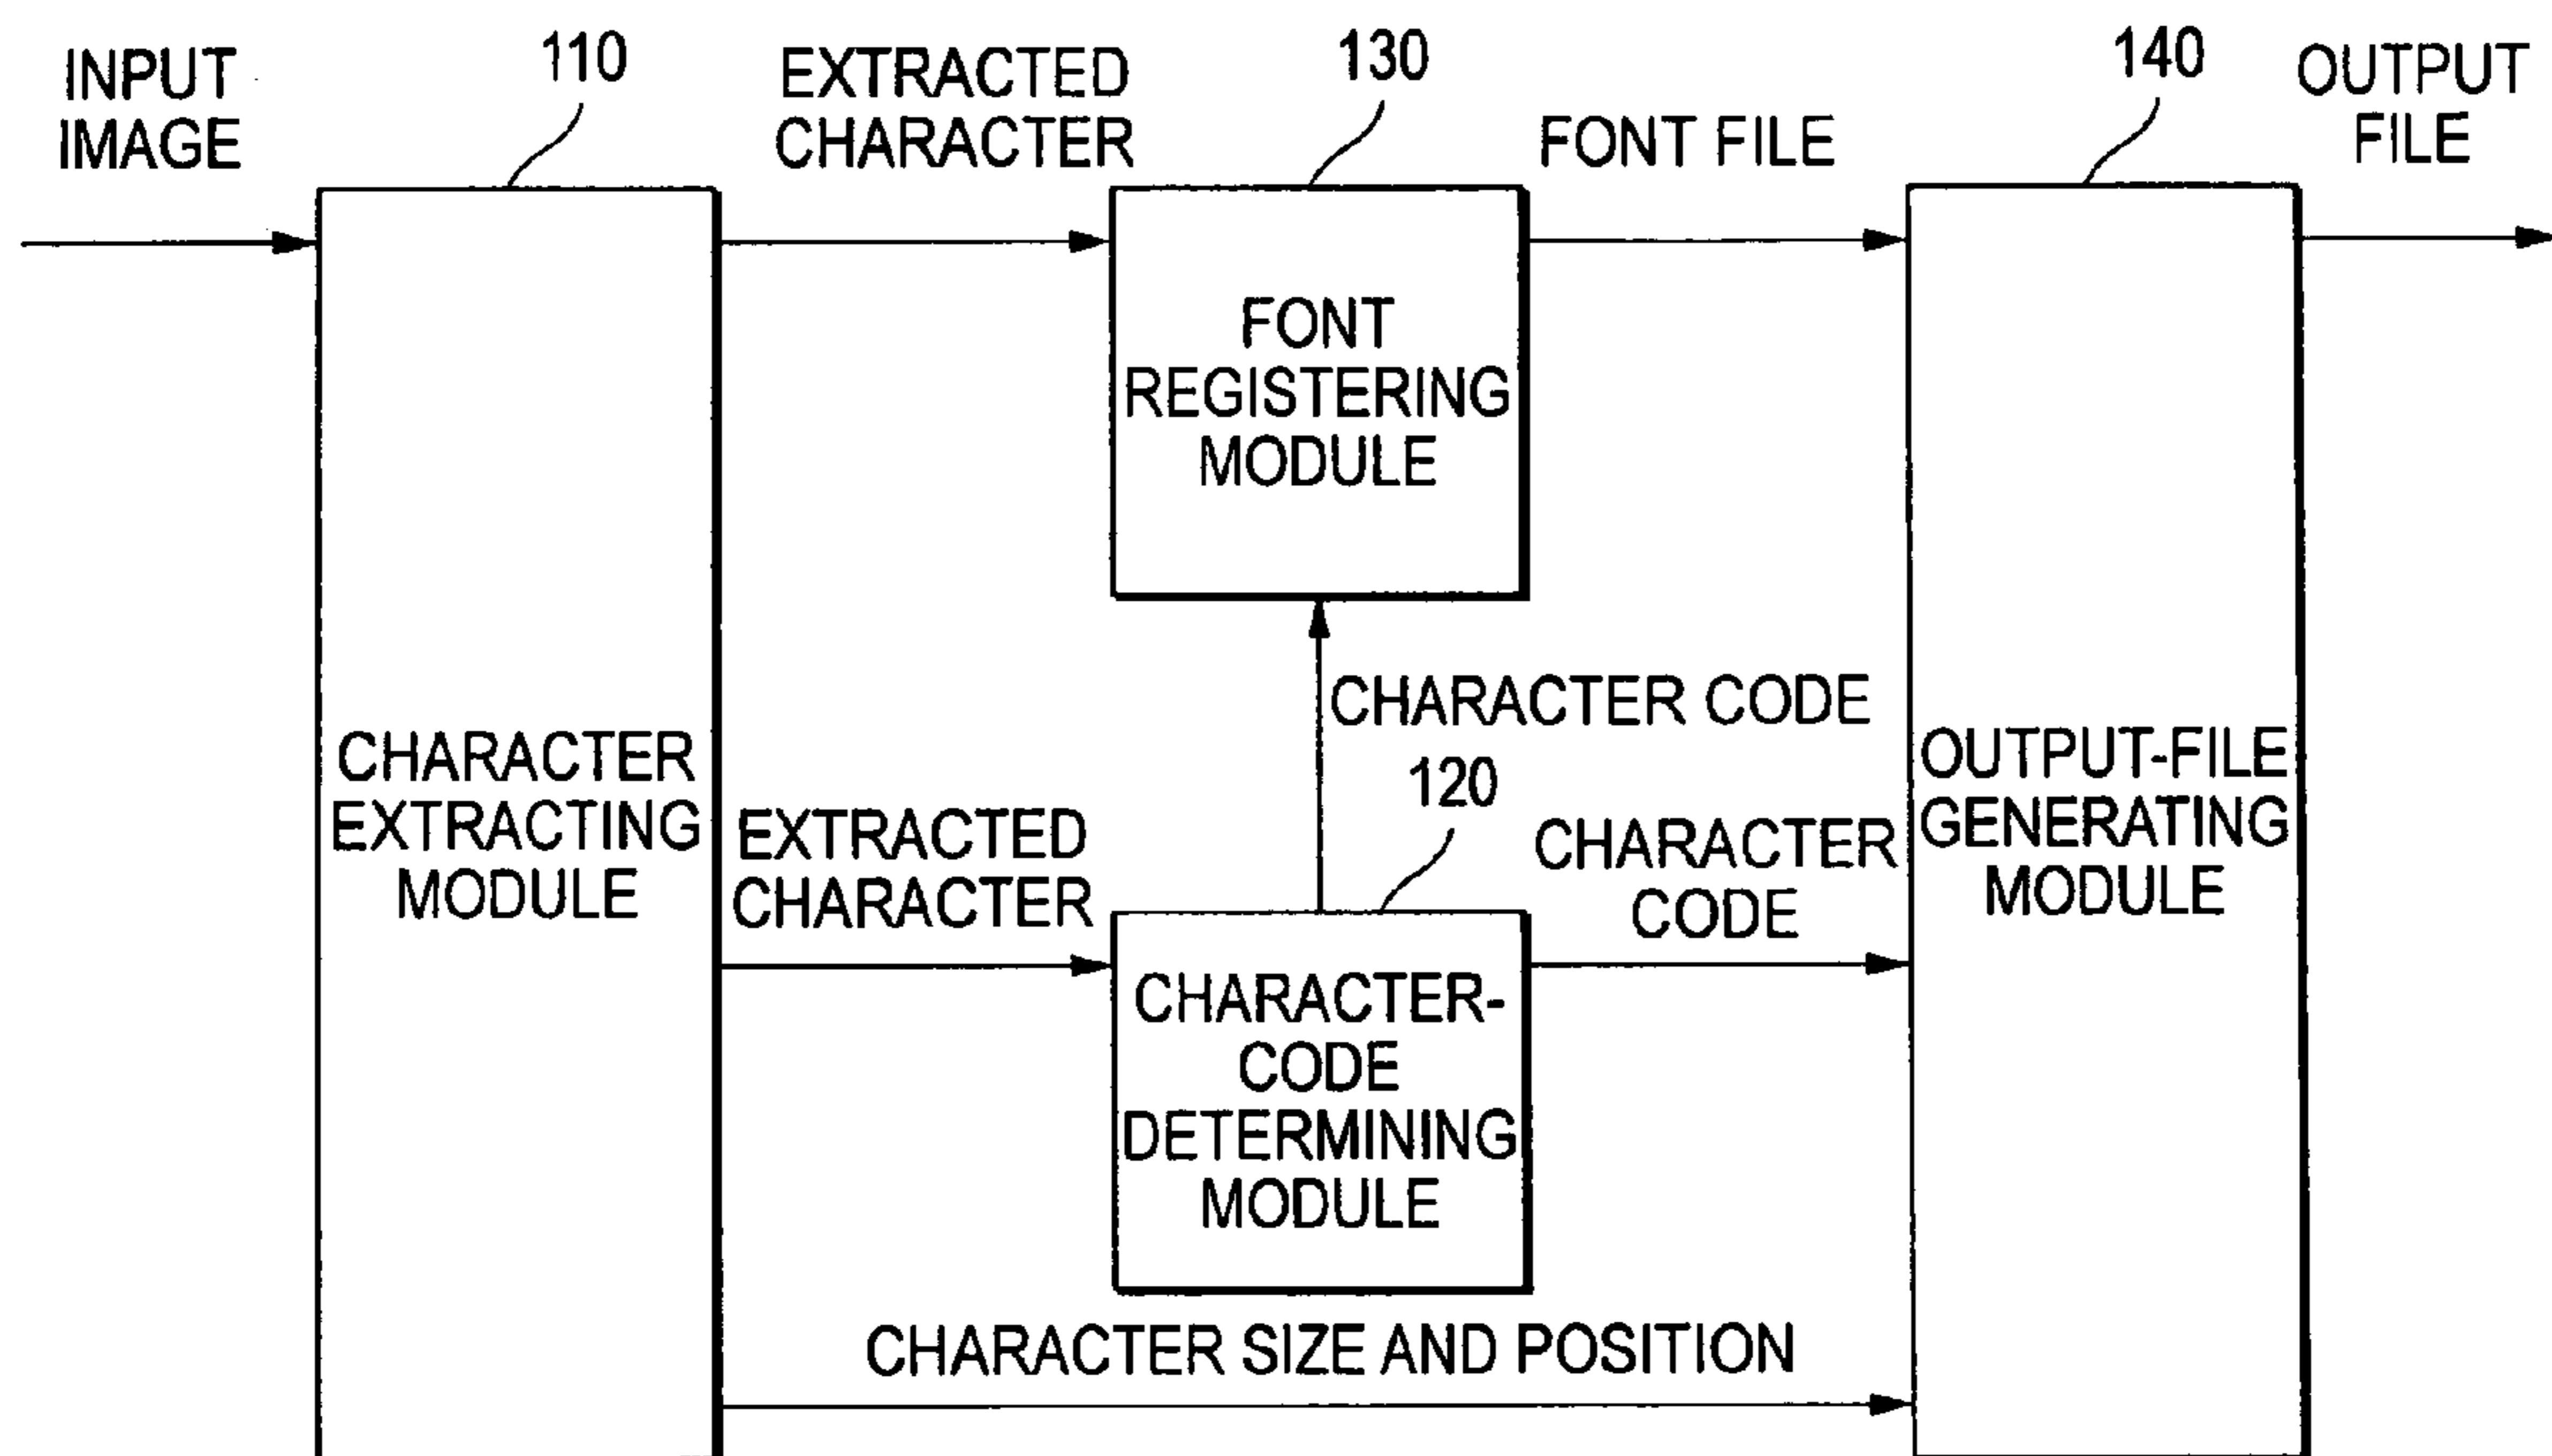 INPUT
IMAGE
110
EXTRACTED
CHARACTER
130
FONT FILE
140
OUTPUT
FILE
FONT
REGISTERING
MODULE
CHARACTER CODE
CHARACTER
EXTRACTING
MODULE
EXTRACTED
CHARACTER
120
CHARACTER
CODE
OUTPUT-FILE
GENERATING
MODULE
CHARACTER-
CODE
DETERMINING
MODULE
CHARACTER SIZE AND POSITION